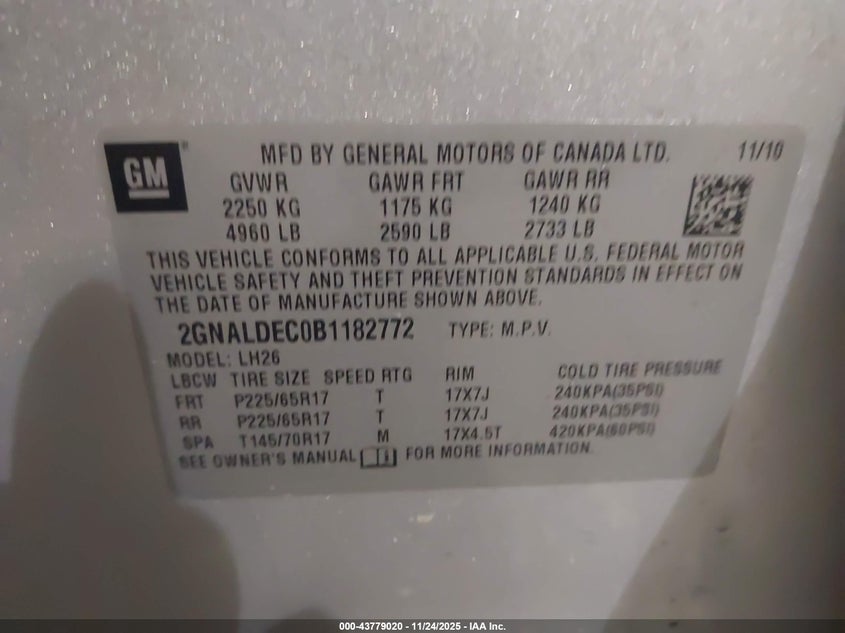 GM
MFD BY GENERAL MOTORS OF CANADA LTD. 11/10
GVWR GAWR FRT GAWR RR
2250 KG 1175 KG 1240 KG
4960 LB 2590 LB 2733 LB
THIS VEHICLE CONFORMS TO ALL APPLICABLE U.S. FEDERAL MOTOR
VEHICLE SAFETY AND THEFT PREVENTION STANDARDS IN EFFECT ON
THE DATE OF MANUFACTURE SHOWN ABOVE.
2GNALDEC0B1182772 TYPE: M.P.V.
MODEL: LH26
LBCW TIRE SIZE SPEED RTG RIM COLD TIRE PRESSURE
FRT P225/65R17 T 17X7J 240KPA(35PSI)
RR P225/65R17 T 17X7J 240KPA(35PSI)
SPA T145/70R17 M 17X4.5T 420KPA(60PSI)
SEE OWNER'S MANUAL FOR MORE INFORMATION.
000-43779020 - 11/24/2025 - IAA Inc.